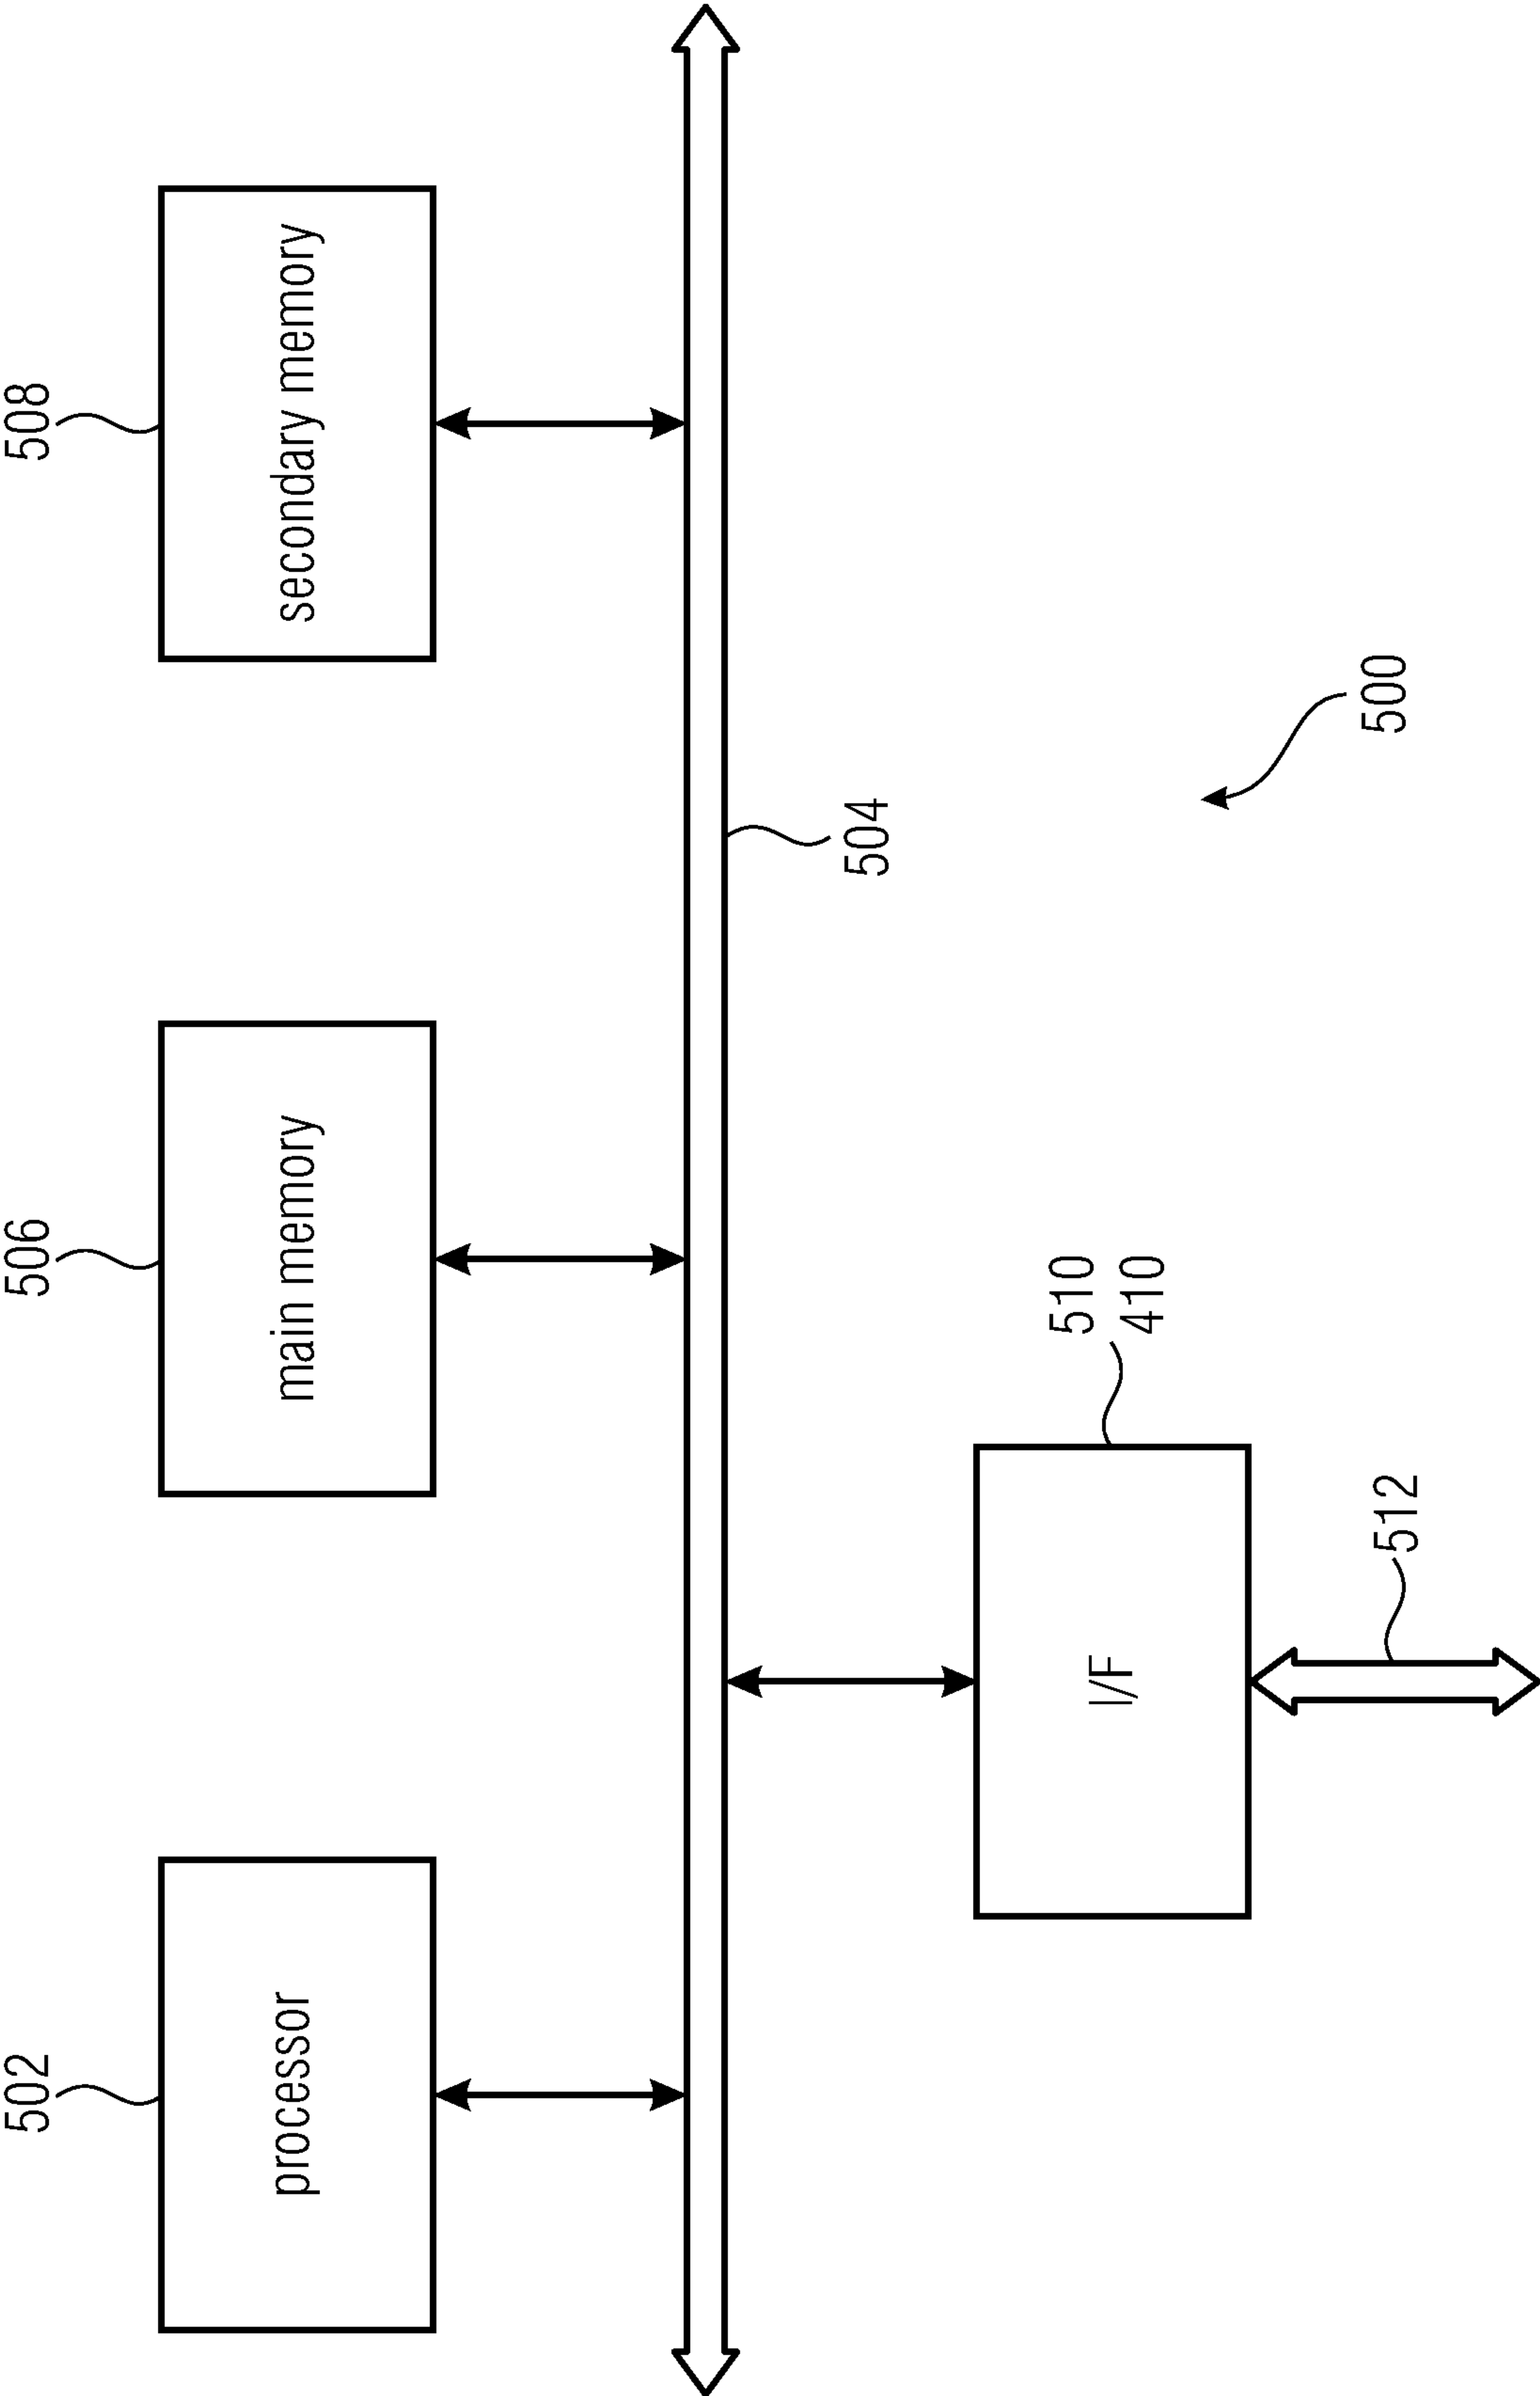 502
506
508
processor
main memory
secondary memory
504
510
410
I/F
512
500